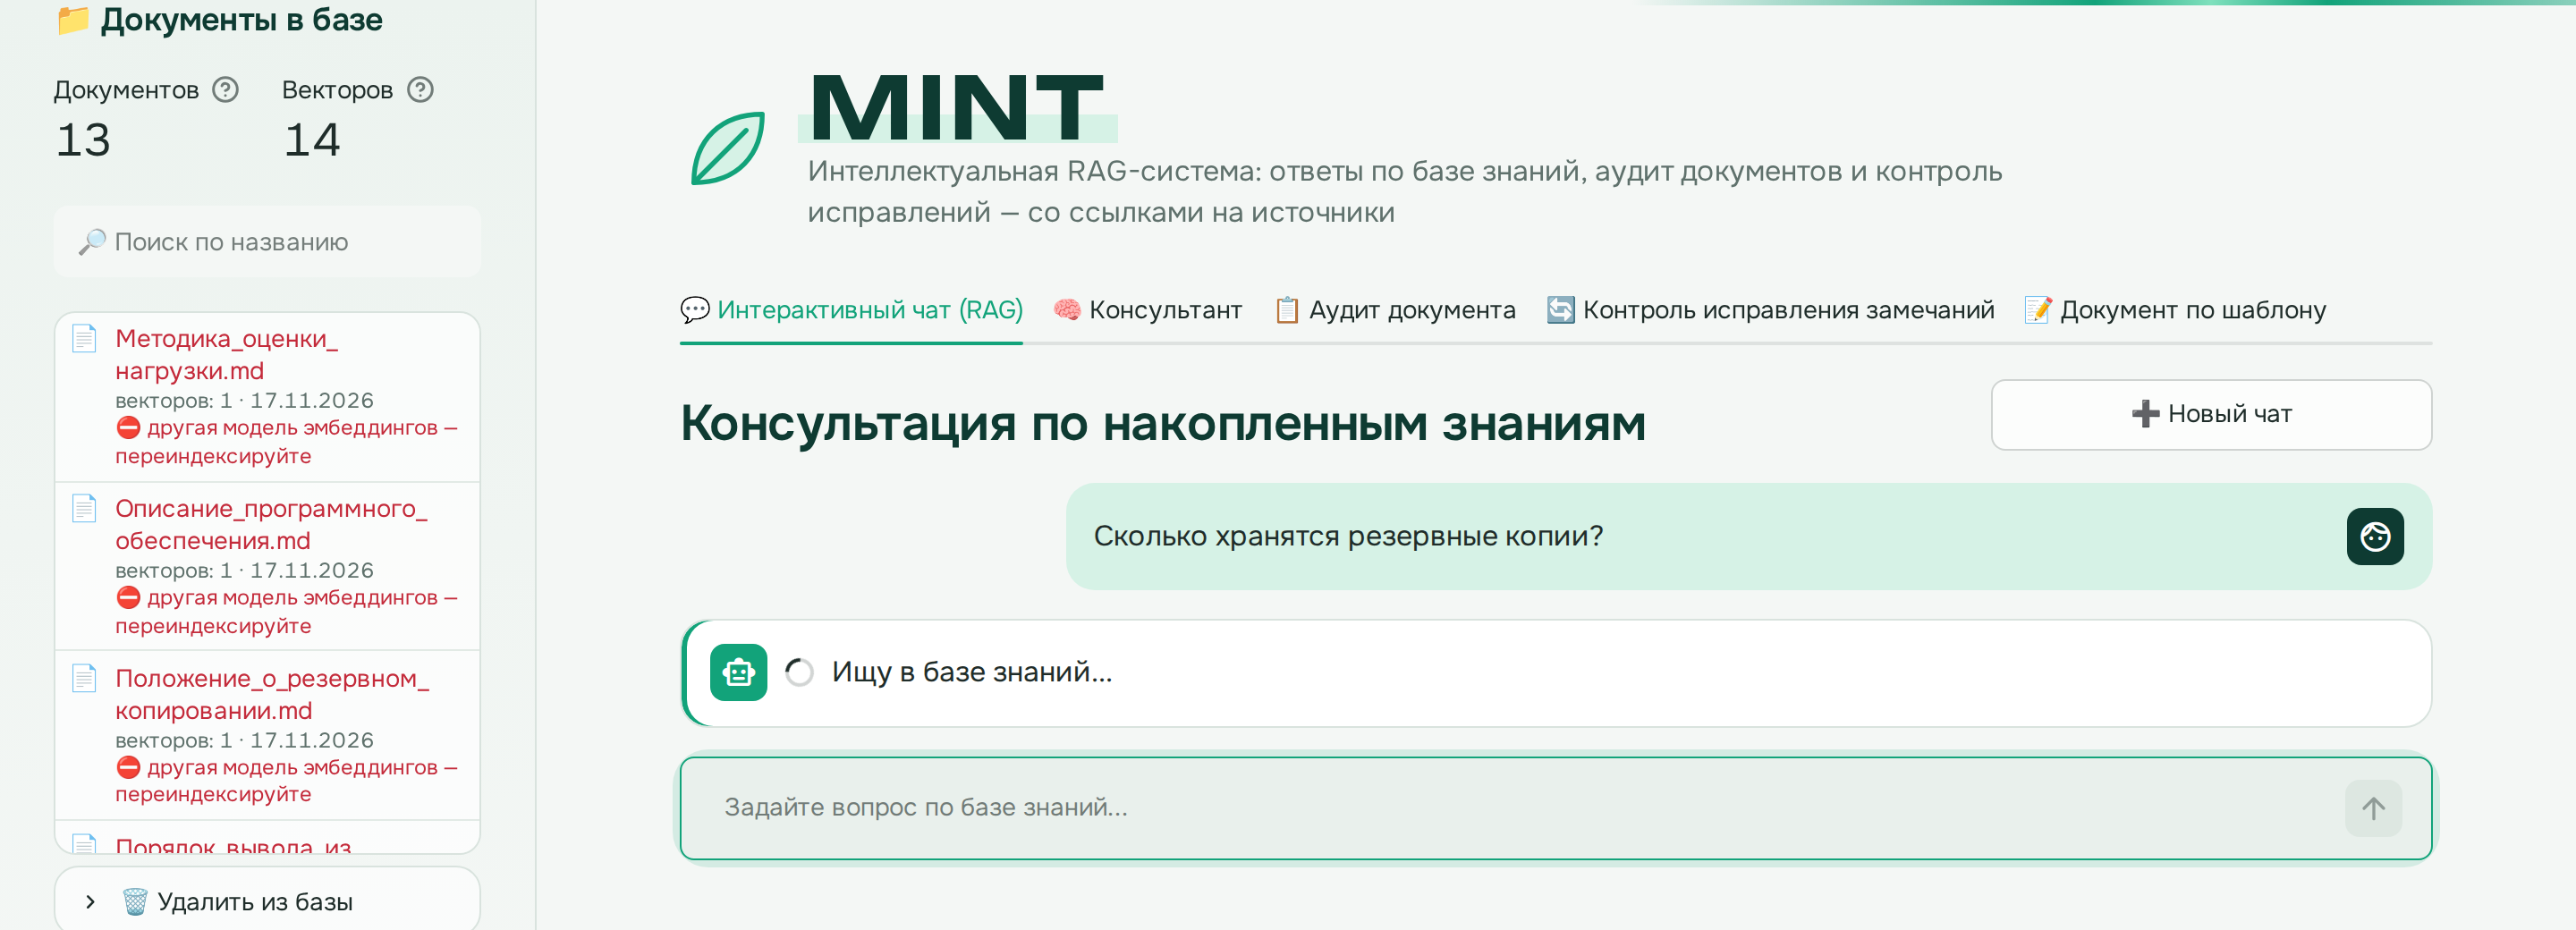 📁 Документы в базе
Документов
Векторов
13
14
🔎 Поиск по названию
Методика_оценки_
нагрузки.md
векторов: 1 · 17.11.2026
⛔ другая модель эмбеддингов —
переиндексируйте
Описание_программного_
обеспечения.md
векторов: 1 · 17.11.2026
⛔ другая модель эмбеддингов —
переиндексируйте
Положение_о_резервном_
копировании.md
векторов: 1 · 17.11.2026
⛔ другая модель эмбеддингов —
переиндексируйте
Порядок_вывода_из_
🗑️ Удалить из базы
MINT
Интеллектуальная RAG-система: ответы по базе знаний, аудит документов и контроль
исправлений — со ссылками на источники
💬 Интерактивный чат (RAG)
🧠 Консультант
📋 Аудит документа
🔄 Контроль исправления замечаний
📝 Документ по шаблону
Консультация по накопленным знаниям
➕ Новый чат
Сколько хранятся резервные копии?
Ищу в базе знаний...
Задайте вопрос по базе знаний...